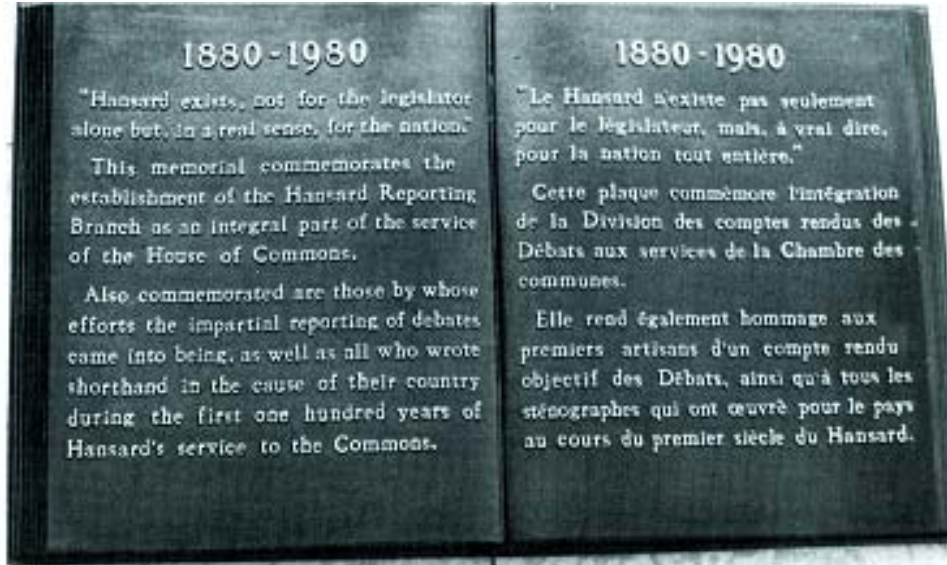 1880-1980
"Hansard exists, not for the legislator
alone but, in a real sense, for the nation."
This memorial commemorates the
establishment of the Hansard Reporting
Branch as an integral part of the service
of the House of Commons.
Also commemorated are those by whose
efforts the impartial reporting of debates
came into being, as well as all who wrote
shorthand in the cause of their country
during the first one hundred years of
Hansard's service to the Commons.
1880-1980
"Le Hansard n'existe pas seulement
pour le législateur, mais, à vrai dire,
pour la nation tout entière."
Cette plaque commémore l'intégration
de la Division des comptes rendus des
Débats aux services de la Chambre des
communes.
Elle rend également hommage aux
premiers artisans d'un compte rendu
objectif des Débats, ainsi qu'à tous les
sténographes qui ont œuvré pour le pays
au cours du premier siècle du Hansard.